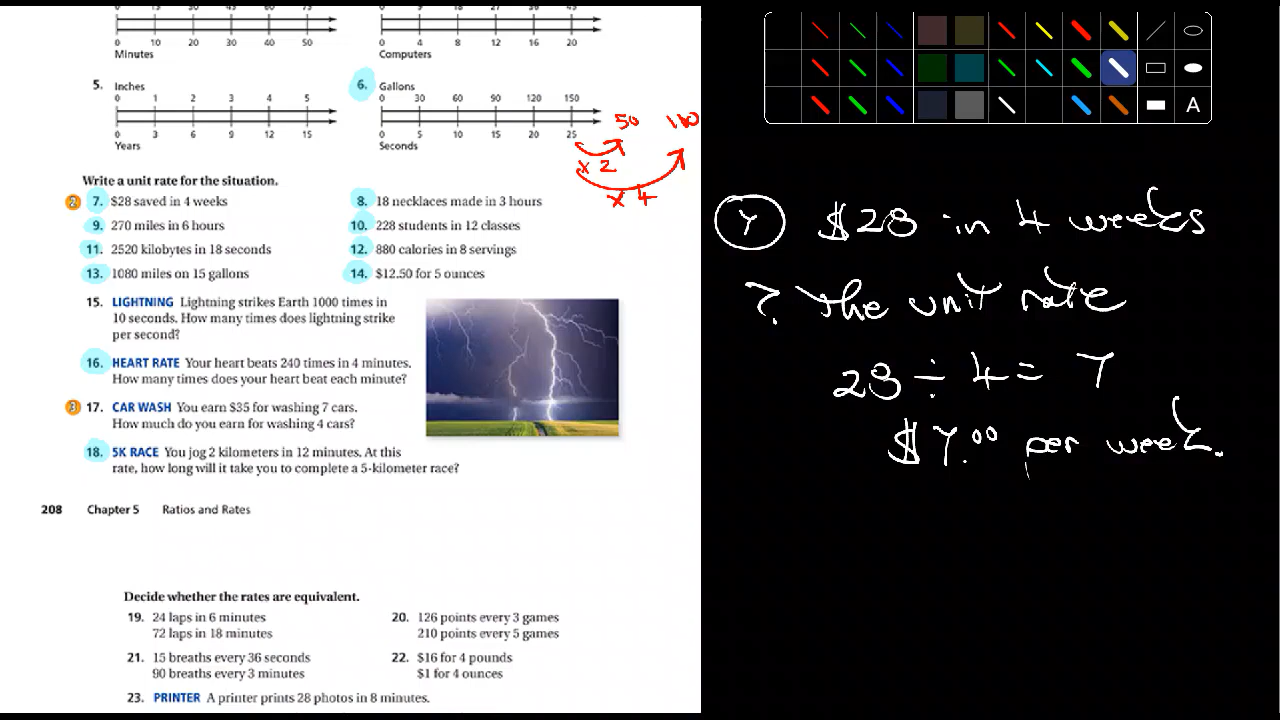 0 10 20 30 40 50
Minutes
0 4 8 12 16 20
Computers
5. Inches
0 1 2 3 4 5
0 3 6 9 12 15
Years
6. Gallons
0 30 60 90 120 150
0 5 10 15 20 25
Seconds
50 100
x 2
x 4
Write a unit rate for the situation.
2 7. $28 saved in 4 weeks
8. 18 necklaces made in 3 hours
9. 270 miles in 6 hours
10. 228 students in 12 classes
11. 2520 kilobytes in 18 seconds
12. 880 calories in 8 servings
13. 1080 miles on 15 gallons
14. $12.50 for 5 ounces
15. LIGHTNING Lightning strikes Earth 1000 times in
10 seconds. How many times does lightning strike
per second?
16. HEART RATE Your heart beats 240 times in 4 minutes.
How many times does your heart beat each minute?
3 17. CAR WASH You earn $35 for washing 7 cars.
How much do you earn for washing 4 cars?
18. 5K RACE You jog 2 kilometers in 12 minutes. At this
rate, how long will it take you to complete a 5-kilometer race?
208 Chapter 5 Ratios and Rates
Decide whether the rates are equivalent.
19. 24 laps in 6 minutes
72 laps in 18 minutes
20. 126 points every 3 games
210 points every 5 games
21. 15 breaths every 36 seconds
90 breaths every 3 minutes
22. $16 for 4 pounds
$1 for 4 ounces
23. PRINTER A printer prints 28 photos in 8 minutes.
A
7 $28 in 4 weeks
? The unit rate
28 ÷ 4 = 7
$7.00 per week.